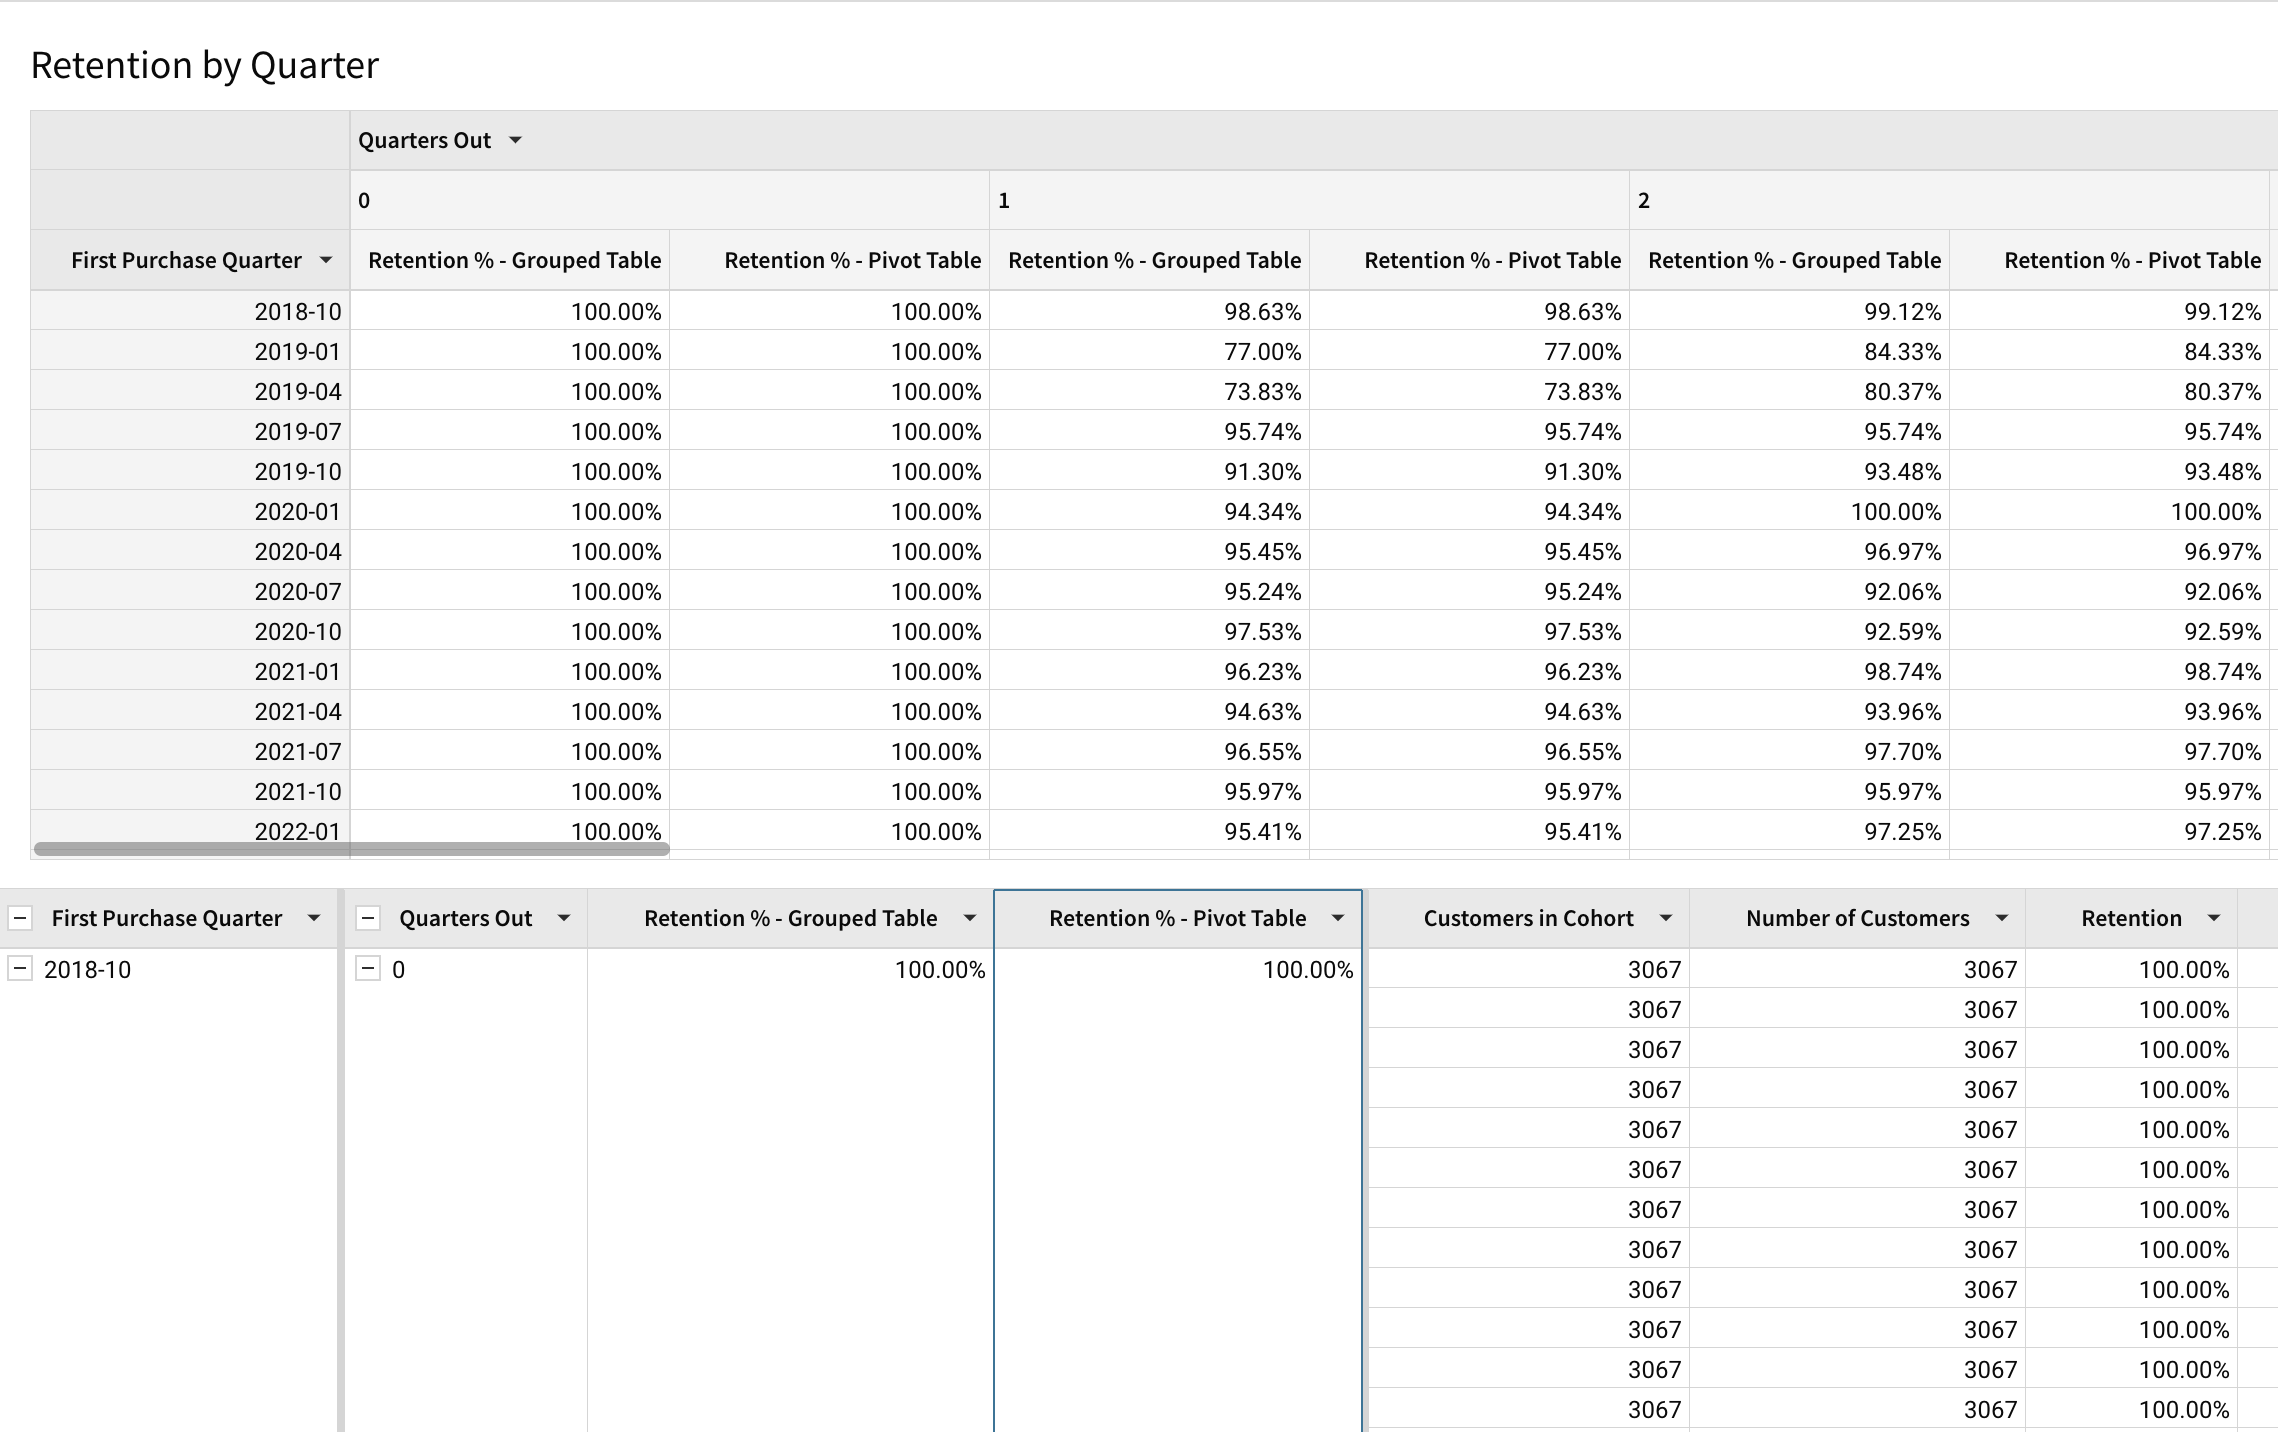 Retention by Quarter
Quarters Out
0 1 2
First Purchase Quarter Retention % - Grouped Table Retention % - Pivot Table Retention % - Grouped Table Retention % - Pivot Table Retention % - Grouped Table Retention % - Pivot Table
2018-10 100.00% 100.00% 98.63% 98.63% 99.12% 99.12%
2019-01 100.00% 100.00% 77.00% 77.00% 84.33% 84.33%
2019-04 100.00% 100.00% 73.83% 73.83% 80.37% 80.37%
2019-07 100.00% 100.00% 95.74% 95.74% 95.74% 95.74%
2019-10 100.00% 100.00% 91.30% 91.30% 93.48% 93.48%
2020-01 100.00% 100.00% 94.34% 94.34% 100.00% 100.00%
2020-04 100.00% 100.00% 95.45% 95.45% 96.97% 96.97%
2020-07 100.00% 100.00% 95.24% 95.24% 92.06% 92.06%
2020-10 100.00% 100.00% 97.53% 97.53% 92.59% 92.59%
2021-01 100.00% 100.00% 96.23% 96.23% 98.74% 98.74%
2021-04 100.00% 100.00% 94.63% 94.63% 93.96% 93.96%
2021-07 100.00% 100.00% 96.55% 96.55% 97.70% 97.70%
2021-10 100.00% 100.00% 95.97% 95.97% 95.97% 95.97%
2022-01 100.00% 100.00% 95.41% 95.41% 97.25% 97.25%
First Purchase Quarter Quarters Out Retention % - Grouped Table Retention % - Pivot Table Customers in Cohort Number of Customers Retention
2018-10 0 100.00% 100.00% 3067 3067 100.00%
3067 3067 100.00%
3067 3067 100.00%
3067 3067 100.00%
3067 3067 100.00%
3067 3067 100.00%
3067 3067 100.00%
3067 3067 100.00%
3067 3067 100.00%
3067 3067 100.00%
3067 3067 100.00%
3067 3067 100.00%